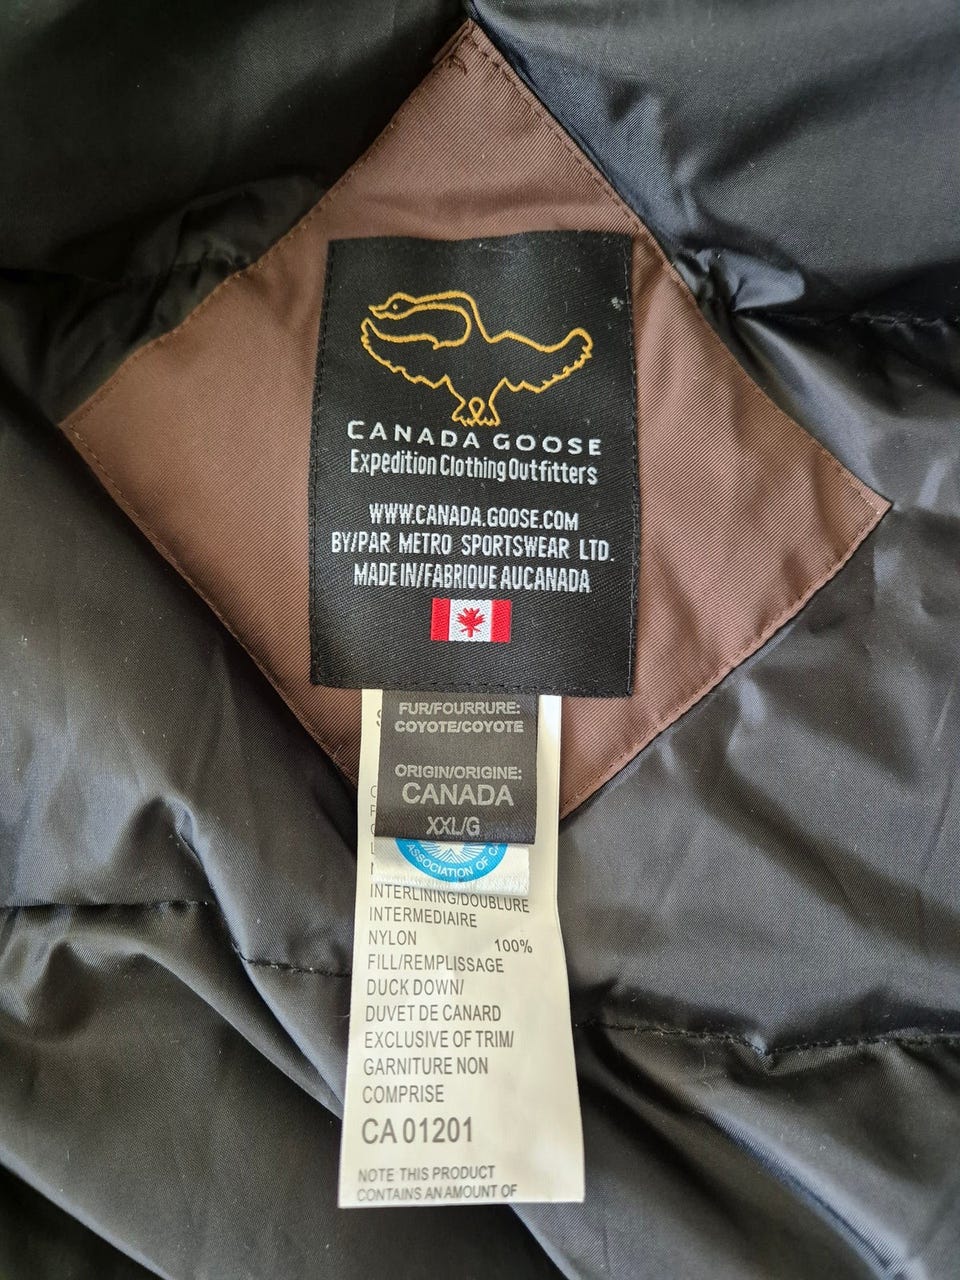 CANADA GOOSE
Expedition Clothing Outfitters
WWW.CANADA.GOOSE.COM
BY/PAR METRO SPORTSWEAR LTD.
MADE IN/FABRIQUE AUCANADA
FUR/FOURRURE:
COYOTE/COYOTE
ORIGIN/ORIGINE:
CANADA
XXL/G
ASSOCIATION OF
INTERLINING/DOUBLURE
INTERMEDIAIRE
NYLON 100%
FILL/REMPLISSAGE
DUCK DOWN/
DUVET DE CANARD
EXCLUSIVE OF TRIM/
GARNITURE NON
COMPRISE
CA 01201
NOTE THIS PRODUCT
CONTAINS AN AMOUNT OF